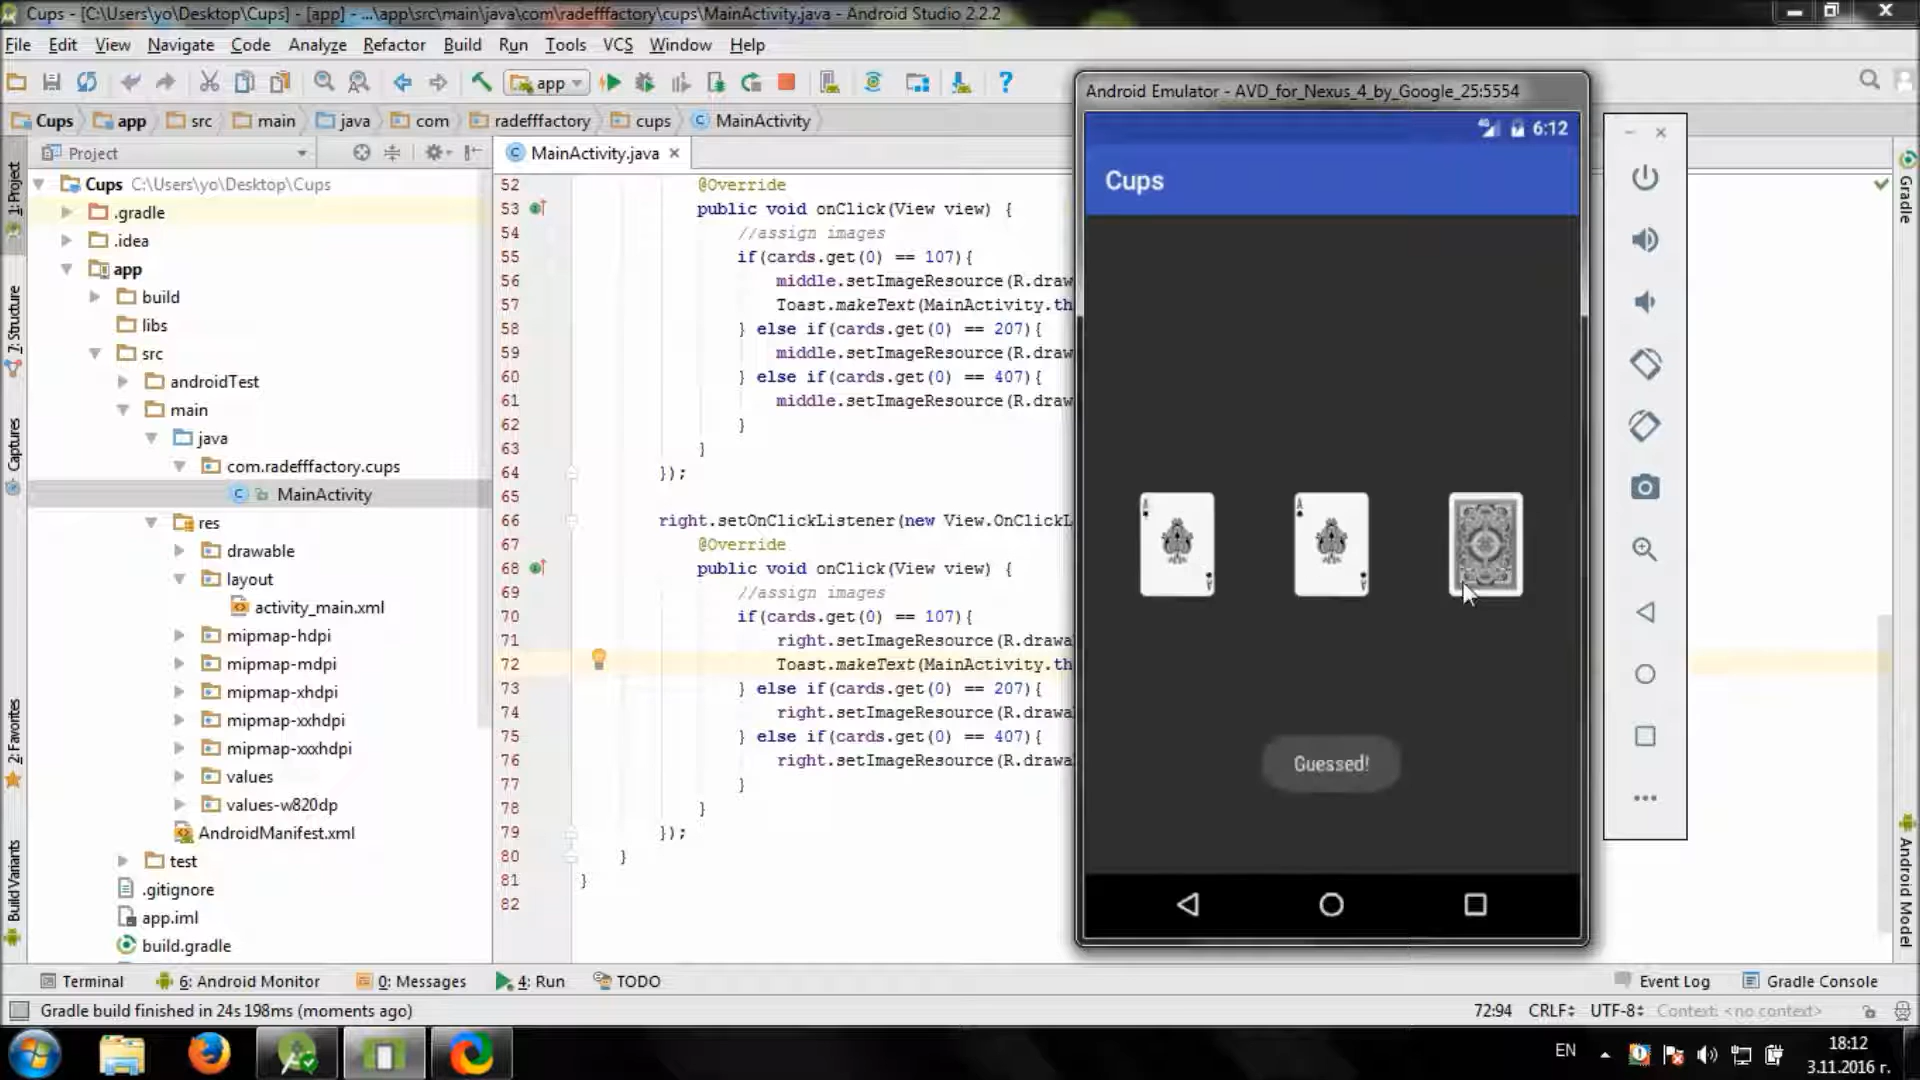 Cups - [C:\Users\yo\Desktop\Cups] - [app] - ...\app\src\main\java\com\radefffactory\cups\MainActivity.java - Android Studio 2.2.2
File Edit View Navigate Code Analyze Refactor Build Run Tools VCS Window Help
app
Cups app src main java com radefffactory cups MainActivity
Project
MainActivity.java
1: Project
7: Structure
Captures
2: Favorites
Build Variants
Cups C:\Users\yo\Desktop\Cups
.gradle
.idea
app
build
libs
src
androidTest
main
java
com.radefffactory.cups
MainActivity
res
drawable
layout
activity_main.xml
mipmap-hdpi
mipmap-mdpi
mipmap-xhdpi
mipmap-xxhdpi
mipmap-xxxhdpi
values
values-w820dp
AndroidManifest.xml
test
.gitignore
app.iml
build.gradle
52 @Override
53 public void onClick(View view) {
54 //assign images
55 if(cards.get(0) == 107){
56 middle.setImageResource(R.draw
57 Toast.makeText(MainActivity.th
58 } else if(cards.get(0) == 207){
59 middle.setImageResource(R.draw
60 } else if(cards.get(0) == 407){
61 middle.setImageResource(R.draw
62 }
63 }
64 });
65
66 right.setOnClickListener(new View.OnClickL
67 @Override
68 public void onClick(View view) {
69 //assign images
70 if(cards.get(0) == 107){
71 right.setImageResource(R.drawa
72 Toast.makeText(MainActivity.th
73 } else if(cards.get(0) == 207){
74 right.setImageResource(R.drawa
75 } else if(cards.get(0) == 407){
76 right.setImageResource(R.drawa
77 }
78 }
79 });
80 }
81 }
82
Android Emulator - AVD_for_Nexus_4_by_Google_25:5554
4G 6:12
Cups
A
A
A
A
Guessed!
Gradle
Android Model
Terminal 6: Android Monitor 0: Messages 4: Run TODO Event Log Gradle Console
Gradle build finished in 24s 198ms (moments ago) 72:94 CRLF UTF-8 Context: <no context>
EN 18:12
3.11.2016 г.